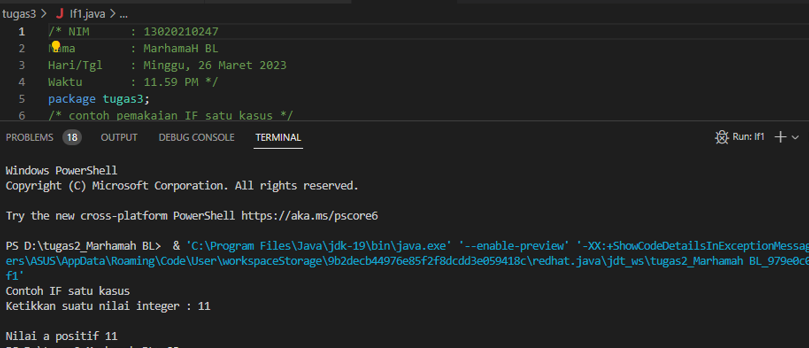 tugas3 > J If1.java > ...
1 /* NIM : 13020210247
2 Nama : MarhamaH BL
3 Hari/Tgl : Minggu, 26 Maret 2023
4 Waktu : 11.59 PM */
5 package tugas3;
6 /* contoh pemakaian IF satu kasus */
PROBLEMS 18 OUTPUT DEBUG CONSOLE TERMINAL Run: If1
Windows PowerShell
Copyright (C) Microsoft Corporation. All rights reserved.
Try the new cross-platform PowerShell https://aka.ms/pscore6
PS D:\tugas2_Marhamah BL> & 'C:\Program Files\Java\jdk-19\bin\java.exe' '--enable-preview' '-XX:+ShowCodeDetailsInExceptionMessag
ers\ASUS\AppData\Roaming\Code\User\workspaceStorage\9b2decb44976e85f2f8dcdd3e059418c\redhat.java\jdt_ws\tugas2_Marhamah BL_979e0c0
f1'
Contoh IF satu kasus
Ketikkan suatu nilai integer : 11
Nilai a positif 11